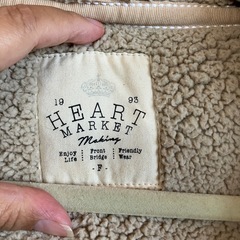 19 93
HEART
MARKET
Making
Enjoy Front Friendly
Life Bridge Wear
- F -